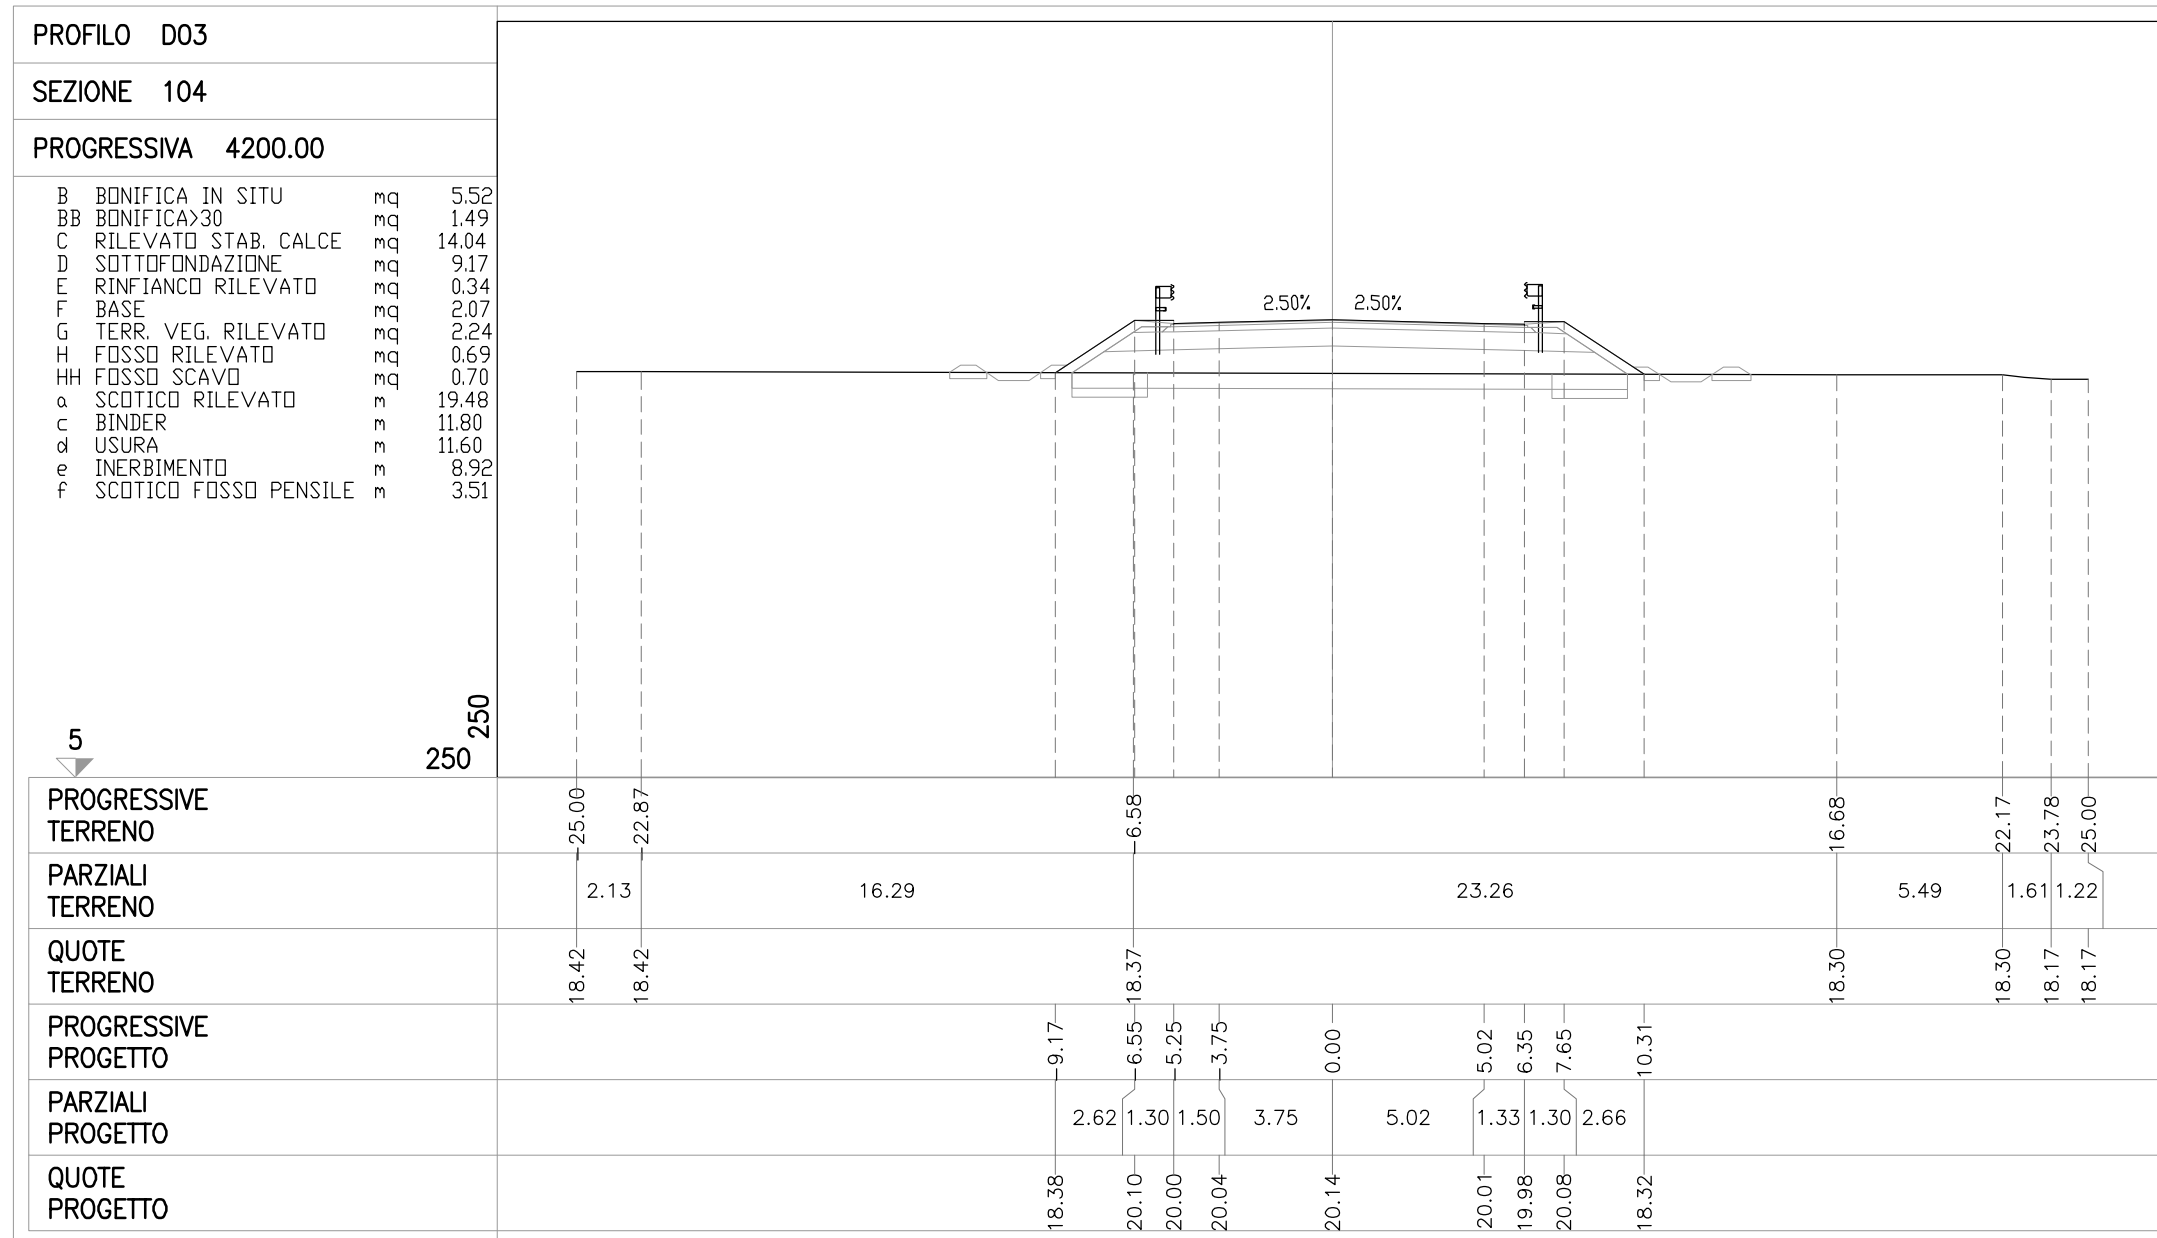 PROFILO D03
SEZIONE 104
PROGRESSIVA 4200.00
B BONIFICA IN SITU mq 5.52
BB BONIFICA>30 mq 1.49
C RILEVATO STAB. CALCE mq 14.04
D SOTTOFONDAZIONE mq 9.17
E RINFIANCO RILEVATO mq 0.34
F BASE mq 2.07
G TERR. VEG. RILEVATO mq 2.24
H FOSSO RILEVATO mq 0.69
HH FOSSO SCAVO mq 0.70
a SCOTICO RILEVATO m 19.48
c BINDER m 11.80
d USURA m 11.60
e INERBIMENTO m 8.92
f SCOTICO FOSSO PENSILE m 3.51
2.50% 2.50%
5
250
250
PROGRESSIVE
TERRENO
-25.00 -22.87 -6.58 16.68 22.17 23.78 25.00
PARZIALI
TERRENO
2.13 16.29 23.26 5.49 1.61 1.22
QUOTE
TERRENO
18.42 18.42 18.37 18.30 18.30 18.17 18.17
PROGRESSIVE
PROGETTO
-9.17 -6.55 -5.25 -3.75 0.00 5.02 6.35 7.65 10.31
PARZIALI
PROGETTO
2.62 1.30 1.50 3.75 5.02 1.33 1.30 2.66
QUOTE
PROGETTO
18.38 20.10 20.00 20.04 20.14 20.01 19.98 20.08 18.32